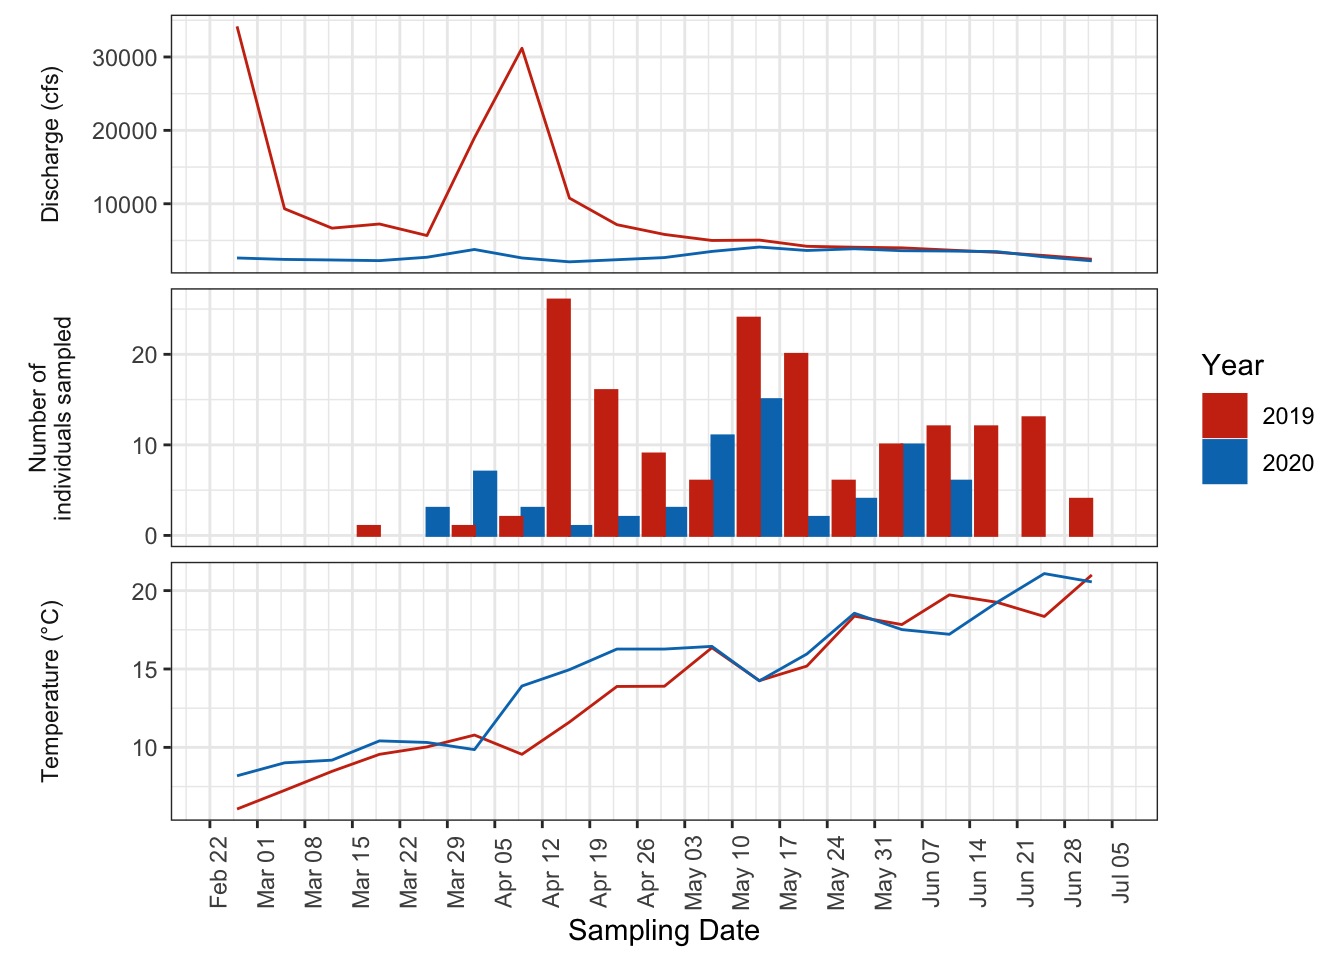 Discharge (cfs)
30000
20000
10000
Number of
individuals sampled
20
10
0
Temperature (°C)
20
15
10
Feb 22
Mar 01
Mar 08
Mar 15
Mar 22
Mar 29
Apr 05
Apr 12
Apr 19
Apr 26
May 03
May 10
May 17
May 24
May 31
Jun 07
Jun 14
Jun 21
Jun 28
Jul 05
Sampling Date
Year
2019
2020